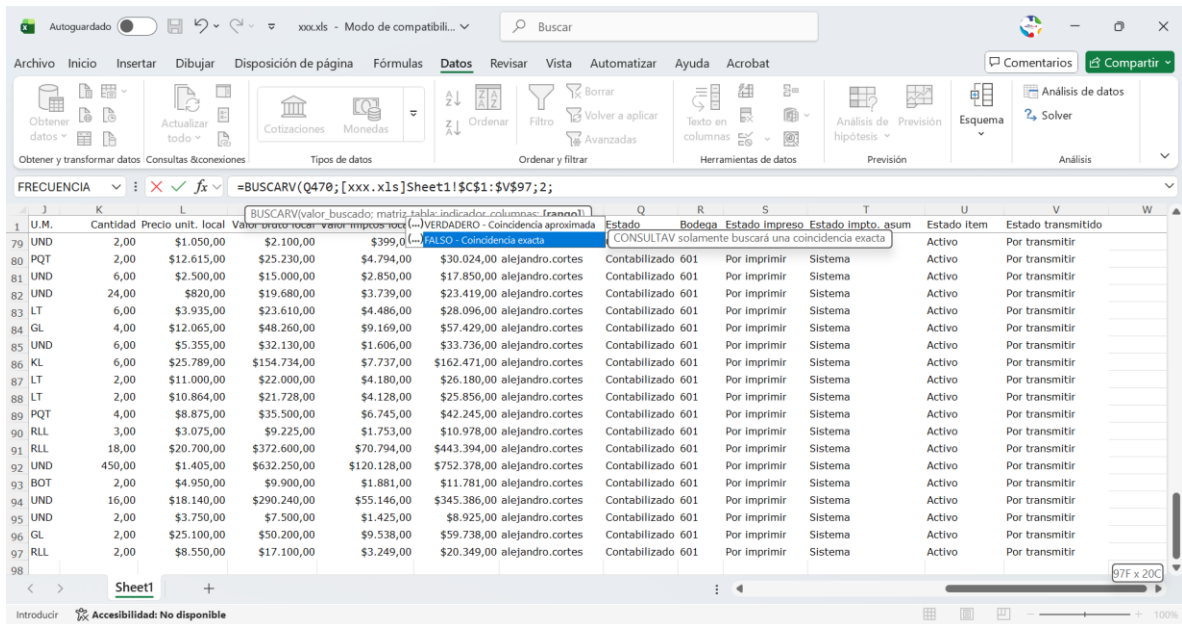 Autoguardado xxx.xls - Modo de compatibili... Buscar
Archivo Inicio Insertar Dibujar Disposición de página Fórmulas Datos Revisar Vista Automatizar Ayuda Acrobat Comentarios Compartir
Obtener datos Actualizar todo Cotizaciones Monedas Ordenar Filtro Borrar Volver a aplicar Avanzadas Texto en columnas Análisis de hipótesis Previsión Esquema Análisis de datos Solver
Obtener y transformar datos Consultas &conexiones Tipos de datos Ordenar y filtrar Herramientas de datos Previsión Análisis
FRECUENCIA fx =BUSCARV(Q470;[xxx.xls]Sheet1!$C$1:$V$97;2;
BUSCARV(valor_buscado; matriz_tabla; indicador_columnas; [rango])
J K L Q R S T U V W
1 U.M. Cantidad Precio unit. local Valor bruto local Valor imptos loca (...)VERDADERO - Coincidencia aproximada Estado Bodega Estado impreso Estado impto. asum Estado item Estado transmitido
79 UND 2,00 $1.050,00 $2.100,00 $399,0 (...)FALSO - Coincidencia exacta CONSULTAV solamente buscará una coincidencia exacta Activo Por transmitir
80 PQT 2,00 $12.615,00 $25.230,00 $4.794,00 $30.024,00 alejandro.cortes Contabilizado 601 Por imprimir Sistema Activo Por transmitir
81 UND 6,00 $2.500,00 $15.000,00 $2.850,00 $17.850,00 alejandro.cortes Contabilizado 601 Por imprimir Sistema Activo Por transmitir
82 UND 24,00 $820,00 $19.680,00 $3.739,00 $23.419,00 alejandro.cortes Contabilizado 601 Por imprimir Sistema Activo Por transmitir
83 LT 6,00 $3.935,00 $23.610,00 $4.486,00 $28.096,00 alejandro.cortes Contabilizado 601 Por imprimir Sistema Activo Por transmitir
84 GL 4,00 $12.065,00 $48.260,00 $9.169,00 $57.429,00 alejandro.cortes Contabilizado 601 Por imprimir Sistema Activo Por transmitir
85 UND 6,00 $5.355,00 $32.130,00 $1.606,00 $33.736,00 alejandro.cortes Contabilizado 601 Por imprimir Sistema Activo Por transmitir
86 KL 6,00 $25.789,00 $154.734,00 $7.737,00 $162.471,00 alejandro.cortes Contabilizado 601 Por imprimir Sistema Activo Por transmitir
87 LT 2,00 $11.000,00 $22.000,00 $4.180,00 $26.180,00 alejandro.cortes Contabilizado 601 Por imprimir Sistema Activo Por transmitir
88 LT 2,00 $10.864,00 $21.728,00 $4.128,00 $25.856,00 alejandro.cortes Contabilizado 601 Por imprimir Sistema Activo Por transmitir
89 PQT 4,00 $8.875,00 $35.500,00 $6.745,00 $42.245,00 alejandro.cortes Contabilizado 601 Por imprimir Sistema Activo Por transmitir
90 RLL 3,00 $3.075,00 $9.225,00 $1.753,00 $10.978,00 alejandro.cortes Contabilizado 601 Por imprimir Sistema Activo Por transmitir
91 RLL 18,00 $20.700,00 $372.600,00 $70.794,00 $443.394,00 alejandro.cortes Contabilizado 601 Por imprimir Sistema Activo Por transmitir
92 UND 450,00 $1.405,00 $632.250,00 $120.128,00 $752.378,00 alejandro.cortes Contabilizado 601 Por imprimir Sistema Activo Por transmitir
93 BOT 2,00 $4.950,00 $9.900,00 $1.881,00 $11.781,00 alejandro.cortes Contabilizado 601 Por imprimir Sistema Activo Por transmitir
94 UND 16,00 $18.140,00 $290.240,00 $55.146,00 $345.386,00 alejandro.cortes Contabilizado 601 Por imprimir Sistema Activo Por transmitir
95 UND 2,00 $3.750,00 $7.500,00 $1.425,00 $8.925,00 alejandro.cortes Contabilizado 601 Por imprimir Sistema Activo Por transmitir
96 GL 2,00 $25.100,00 $50.200,00 $9.538,00 $59.738,00 alejandro.cortes Contabilizado 601 Por imprimir Sistema Activo Por transmitir
97 RLL 2,00 $8.550,00 $17.100,00 $3.249,00 $20.349,00 alejandro.cortes Contabilizado 601 Por imprimir Sistema Activo Por transmitir
98 97F x 20C
Sheet1
Introducir Accesibilidad: No disponible 100%